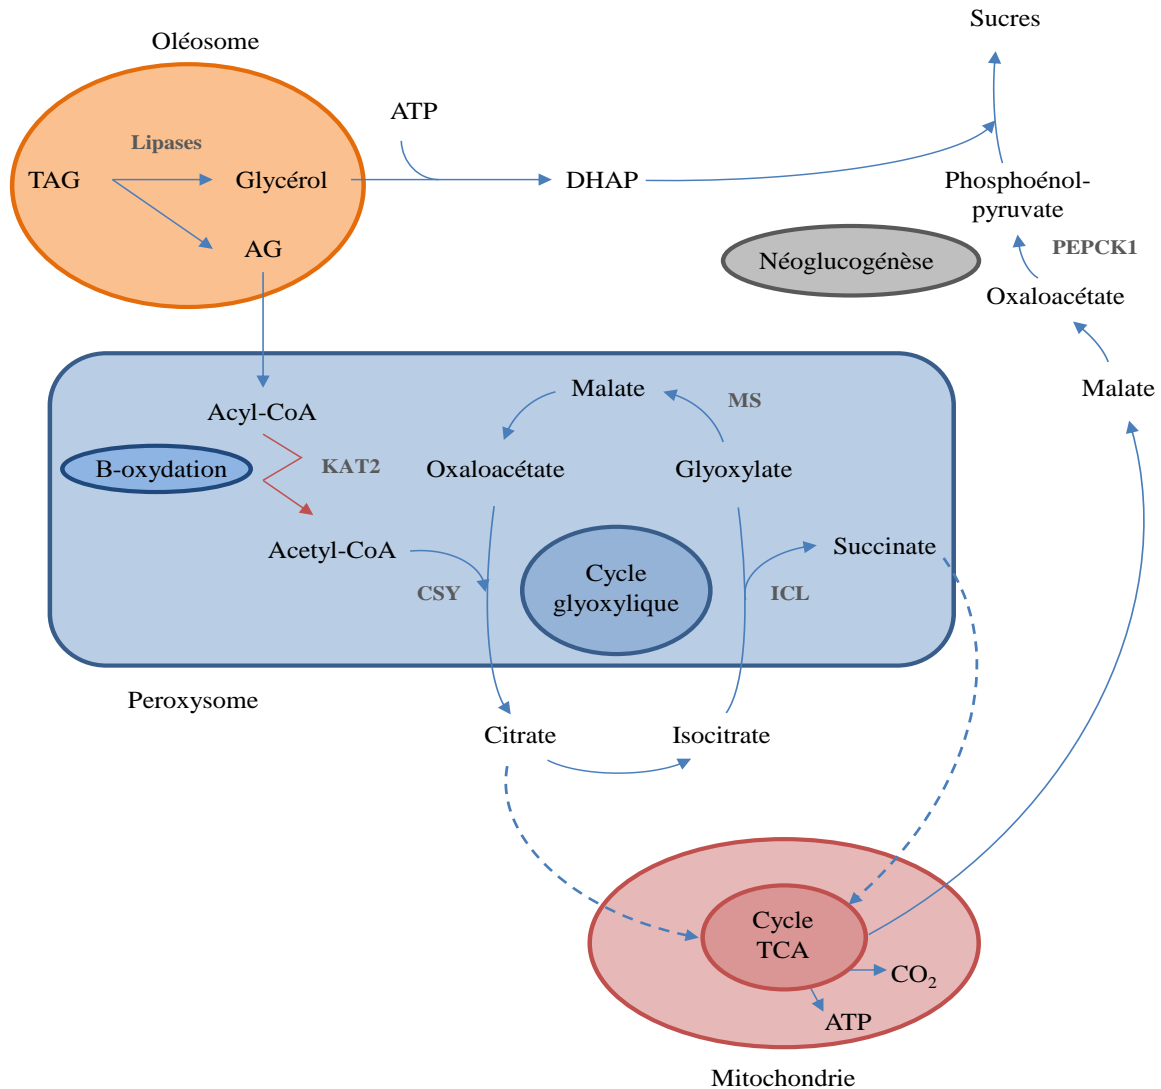 Sucres
Oléosome
ATP
Lipases
TAG
Glycérol
DHAP
Phosphoénol-
pyruvate
AG
PEPCK1
Néoglucogénèse
Oxaloacétate
Malate
Malate
MS
Acyl-CoA
B-oxydation
KAT2
Oxaloacétate
Glyoxylate
Acetyl-CoA
Succinate
Cycle
glyoxylique
CSY
ICL
Peroxysome
Citrate
Isocitrate
Cycle
TCA
CO₂
ATP
Mitochondrie